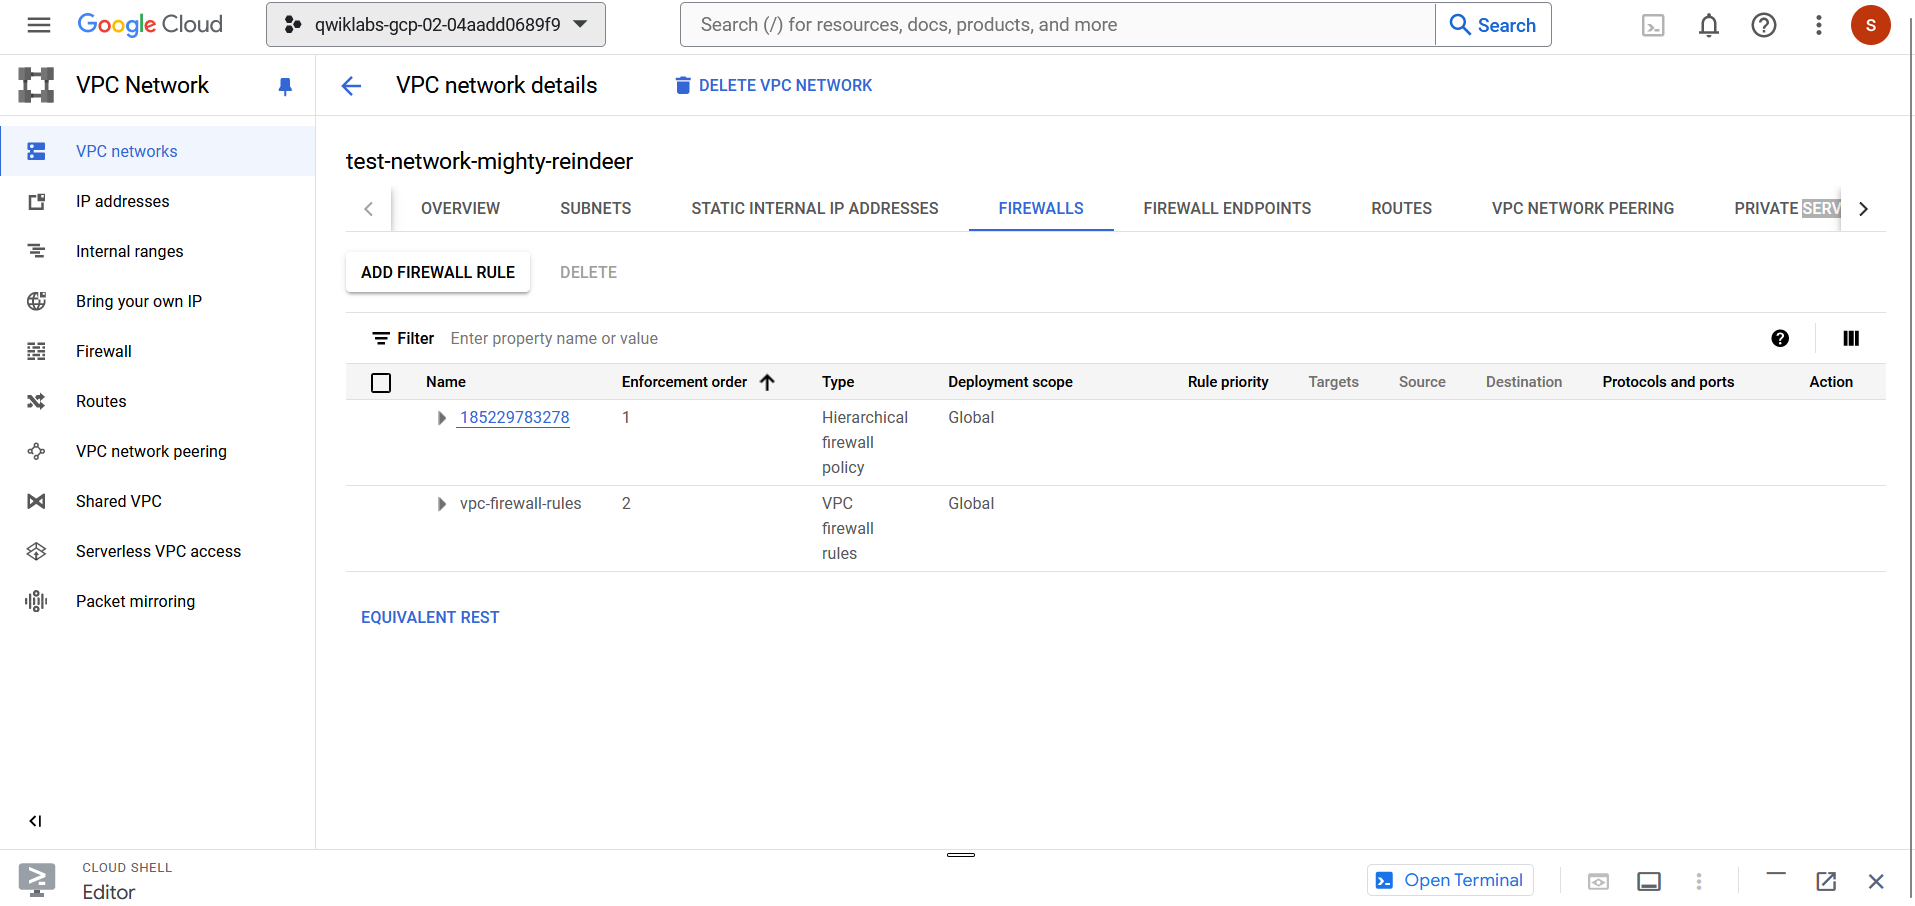 Google Cloud
qwiklabs-gcp-02-04aadd0689f9
Search (/) for resources, docs, products, and more
Search
S
VPC Network
VPC network details
DELETE VPC NETWORK
VPC networks
IP addresses
Internal ranges
Bring your own IP
Firewall
Routes
VPC network peering
Shared VPC
Serverless VPC access
Packet mirroring
test-network-mighty-reindeer
OVERVIEW SUBNETS STATIC INTERNAL IP ADDRESSES FIREWALLS FIREWALL ENDPOINTS ROUTES VPC NETWORK PEERING PRIVATE SERV
ADD FIREWALL RULE DELETE
Filter Enter property name or value
Name Enforcement order Type Deployment scope Rule priority Targets Source Destination Protocols and ports Action
185229783278 1 Hierarchical Global
firewall
policy
vpc-firewall-rules 2 VPC Global
firewall
rules
EQUIVALENT REST
CLOUD SHELL
Editor
Open Terminal